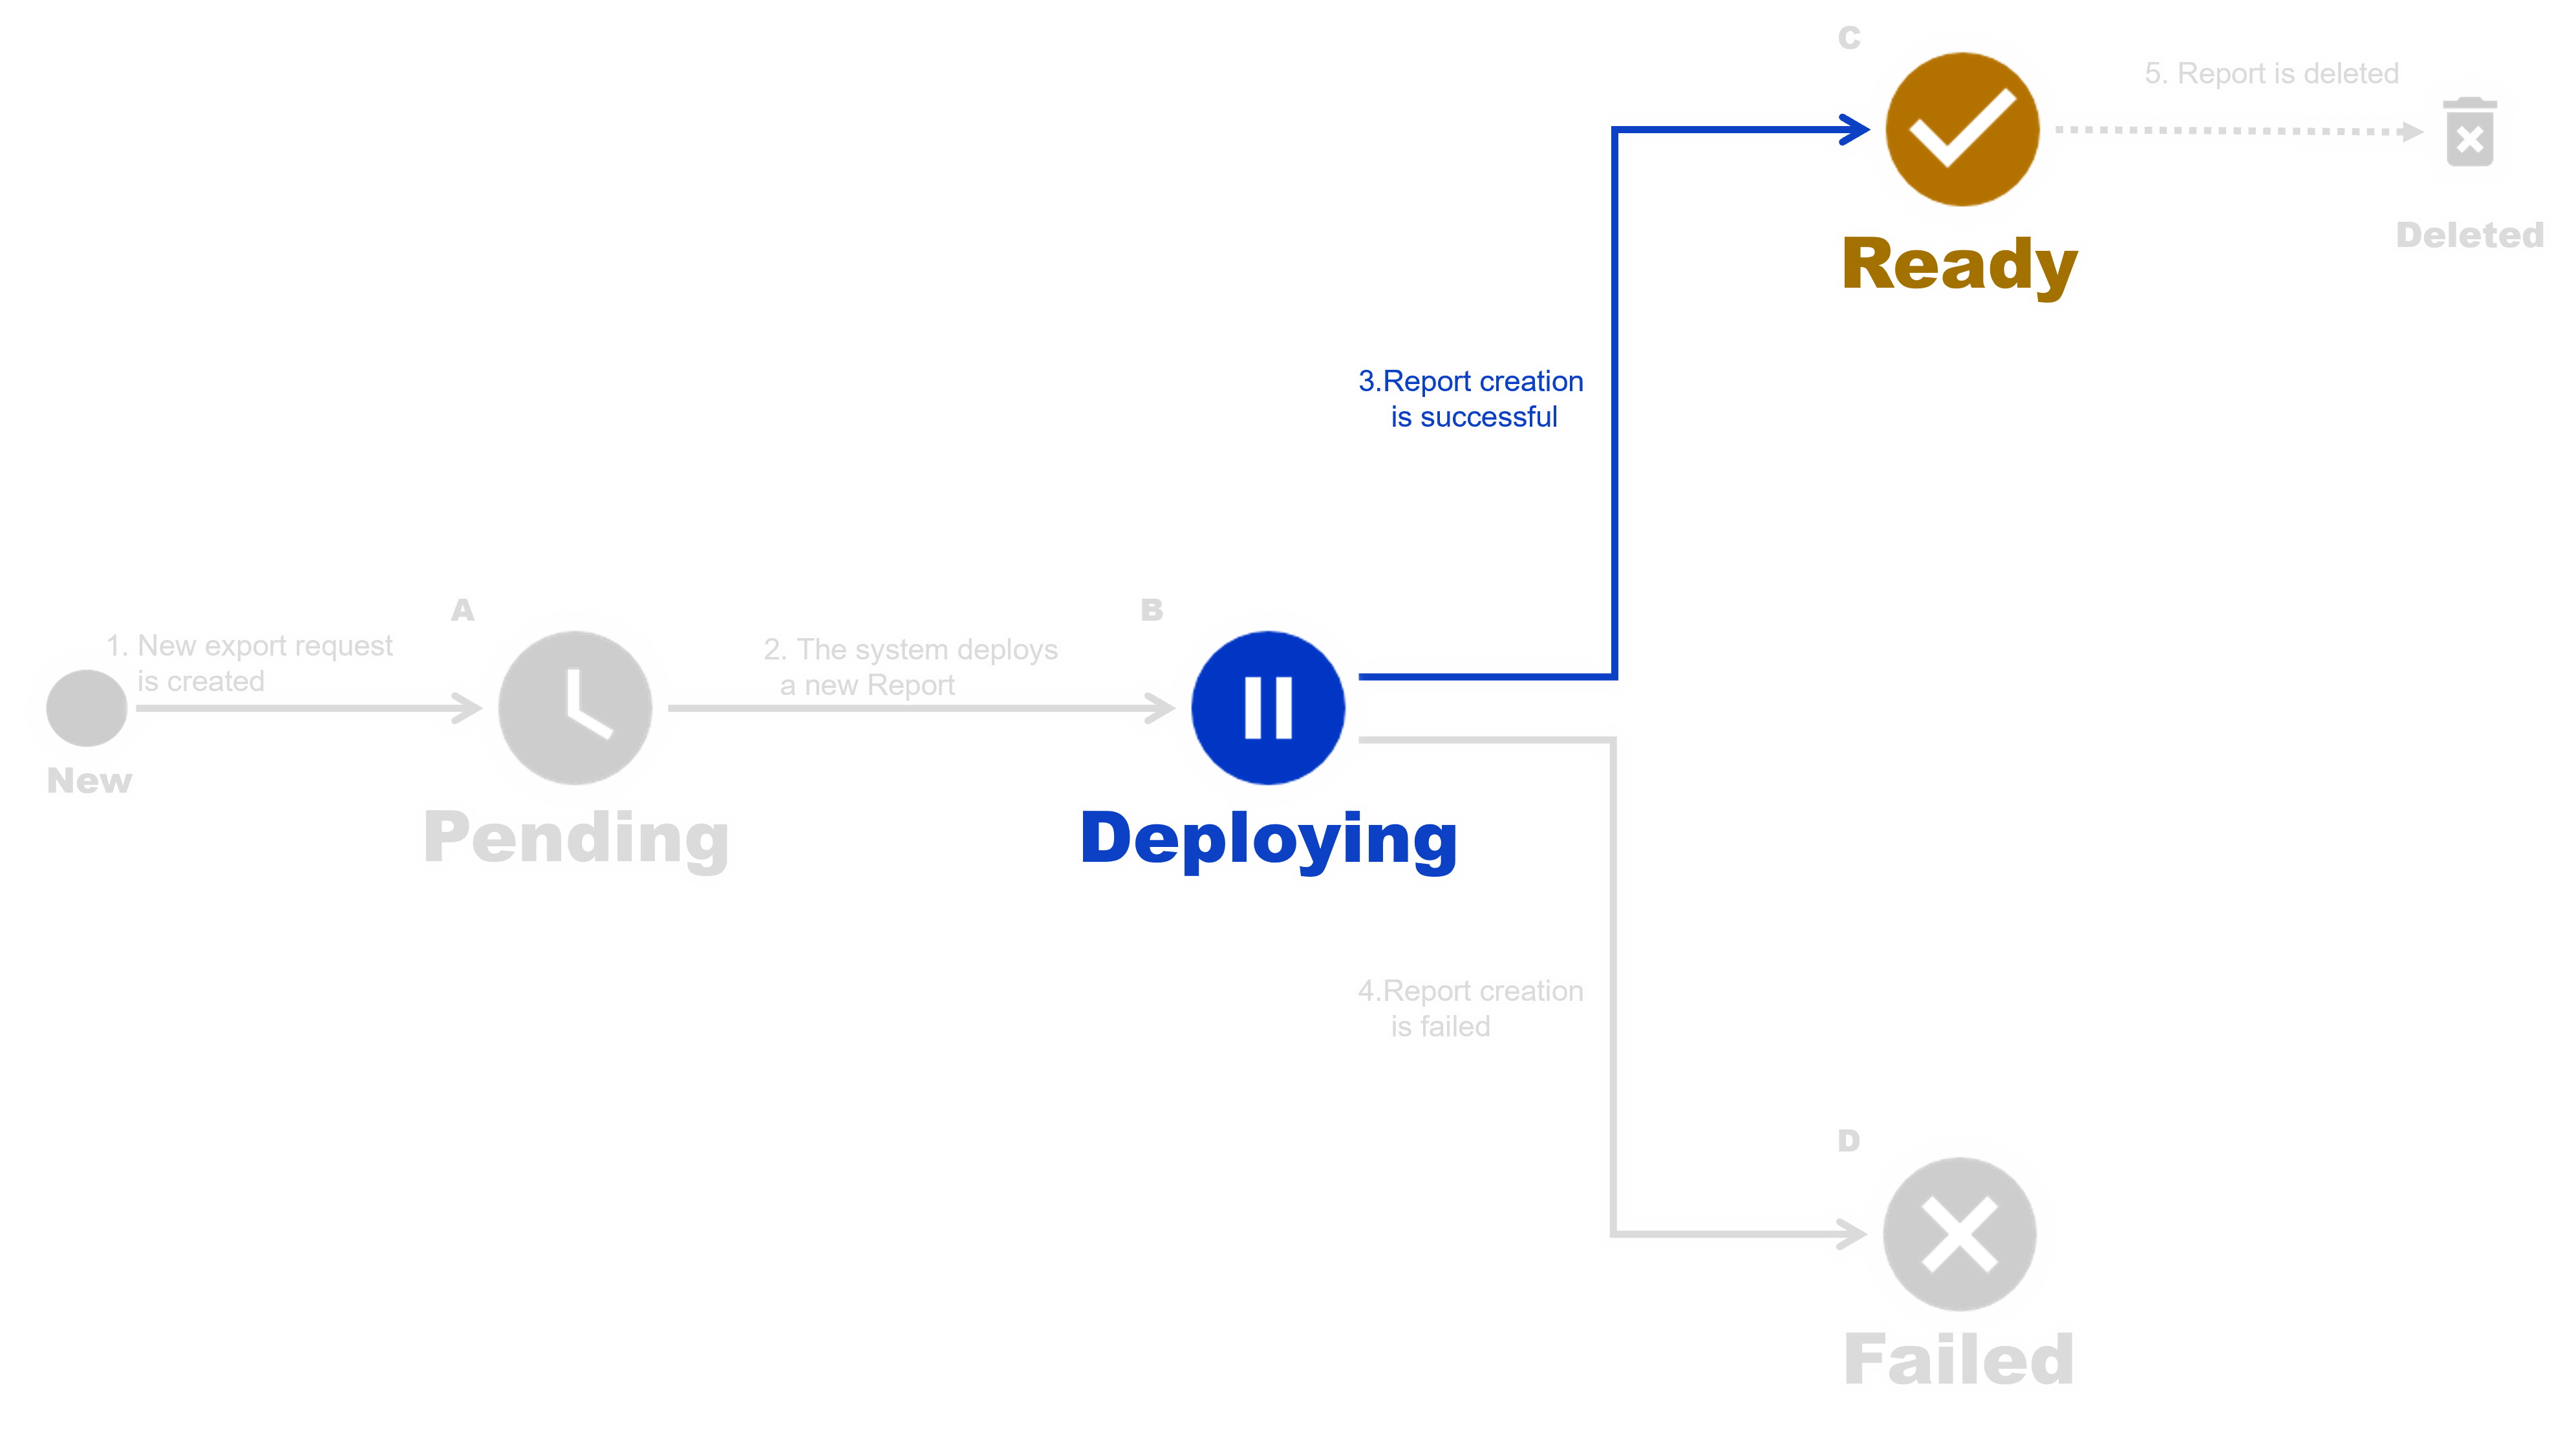 C
5. Report is deleted
Ready
Deleted
3.Report creation
is successful
A
B
1. New export request
is created
2. The system deploys
a new Report
New
Pending
Deploying
4.Report creation
is failed
D
Failed